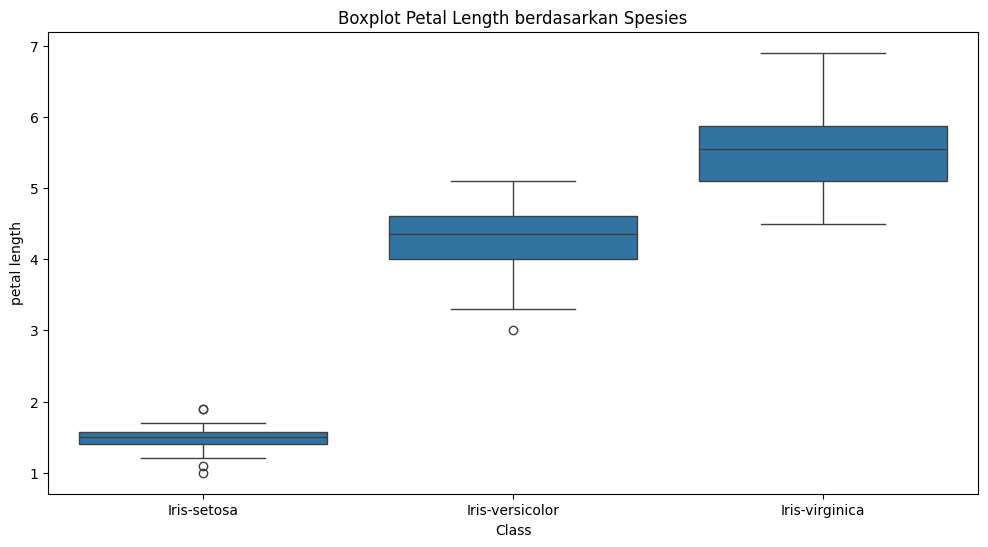 Boxplot Petal Length berdasarkan Spesies
7
6
5
4
3
2
1
petal length
Iris-setosa
Iris-versicolor
Iris-virginica
Class